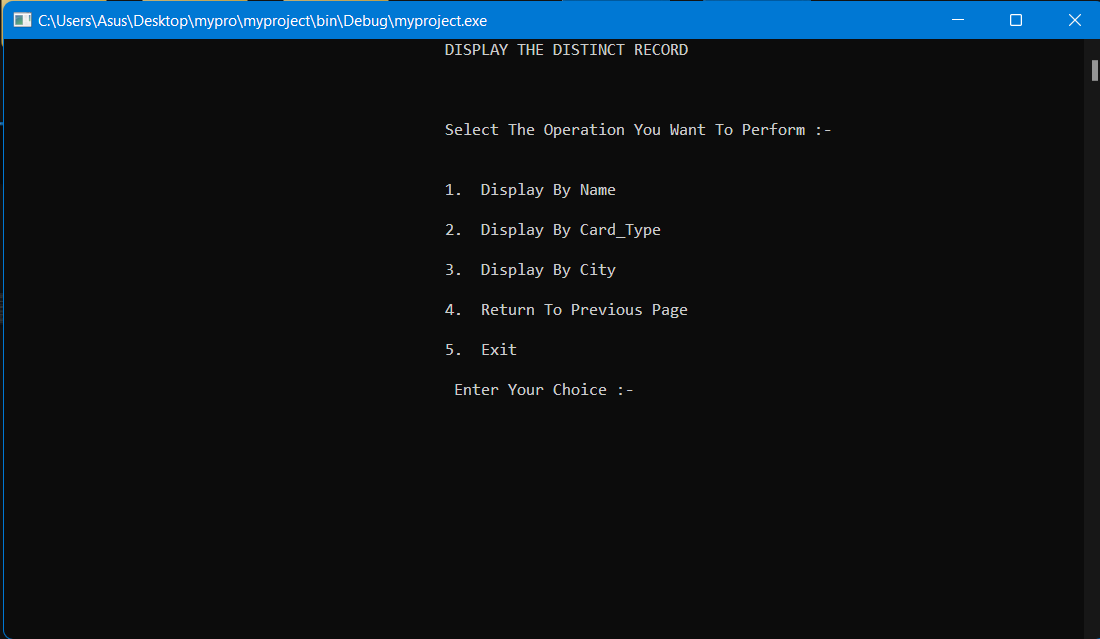 C:\Users\Asus\Desktop\mypro\myproject\bin\Debug\myproject.exe
DISPLAY THE DISTINCT RECORD
Select The Operation You Want To Perform :-
1.  Display By Name
2.  Display By Card_Type
3.  Display By City
4.  Return To Previous Page
5.  Exit
Enter Your Choice :-